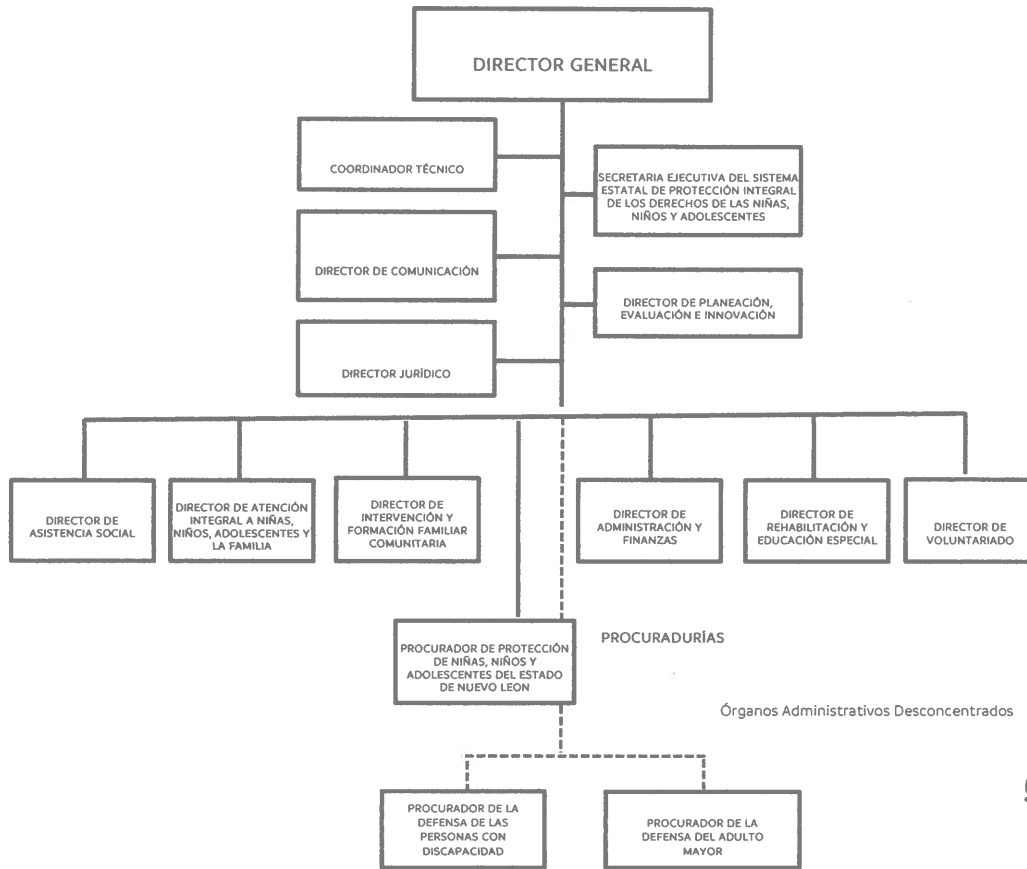 DIRECTOR GENERAL
COORDINADOR TÉCNICO
SECRETARIA EJECUTIVA DEL SISTEMA
ESTATAL DE PROTECCIÓN INTEGRAL
DE LOS DERECHOS DE LAS NIÑAS,
NIÑOS Y ADOLESCENTES
DIRECTOR DE COMUNICACIÓN
DIRECTOR DE PLANEACIÓN,
EVALUACIÓN E INNOVACIÓN
DIRECTOR JURÍDICO
DIRECTOR DE
ASISTENCIA SOCIAL
DIRECTOR DE ATENCIÓN
INTEGRAL A NIÑAS,
NIÑOS, ADOLESCENTES Y
LA FAMILIA
DIRECTOR DE
INTERVENCIÓN Y
FORMACIÓN FAMILIAR
COMUNITARIA
DIRECTOR DE
ADMINISTRACIÓN Y
FINANZAS
DIRECTOR DE
REHABILITACIÓN Y
EDUCACIÓN ESPECIAL
DIRECTOR DE
VOLUNTARIADO
PROCURADURÍAS
PROCURADOR DE PROTECCIÓN
DE NIÑAS, NIÑOS Y
ADOLESCENTES DEL ESTADO
DE NUEVO LEON
Órganos Administrativos Desconcentrados
PROCURADOR DE LA
DEFENSA DE LAS
PERSONAS CON
DISCAPACIDAD
PROCURADOR DE LA
DEFENSA DEL ADULTO
MAYOR